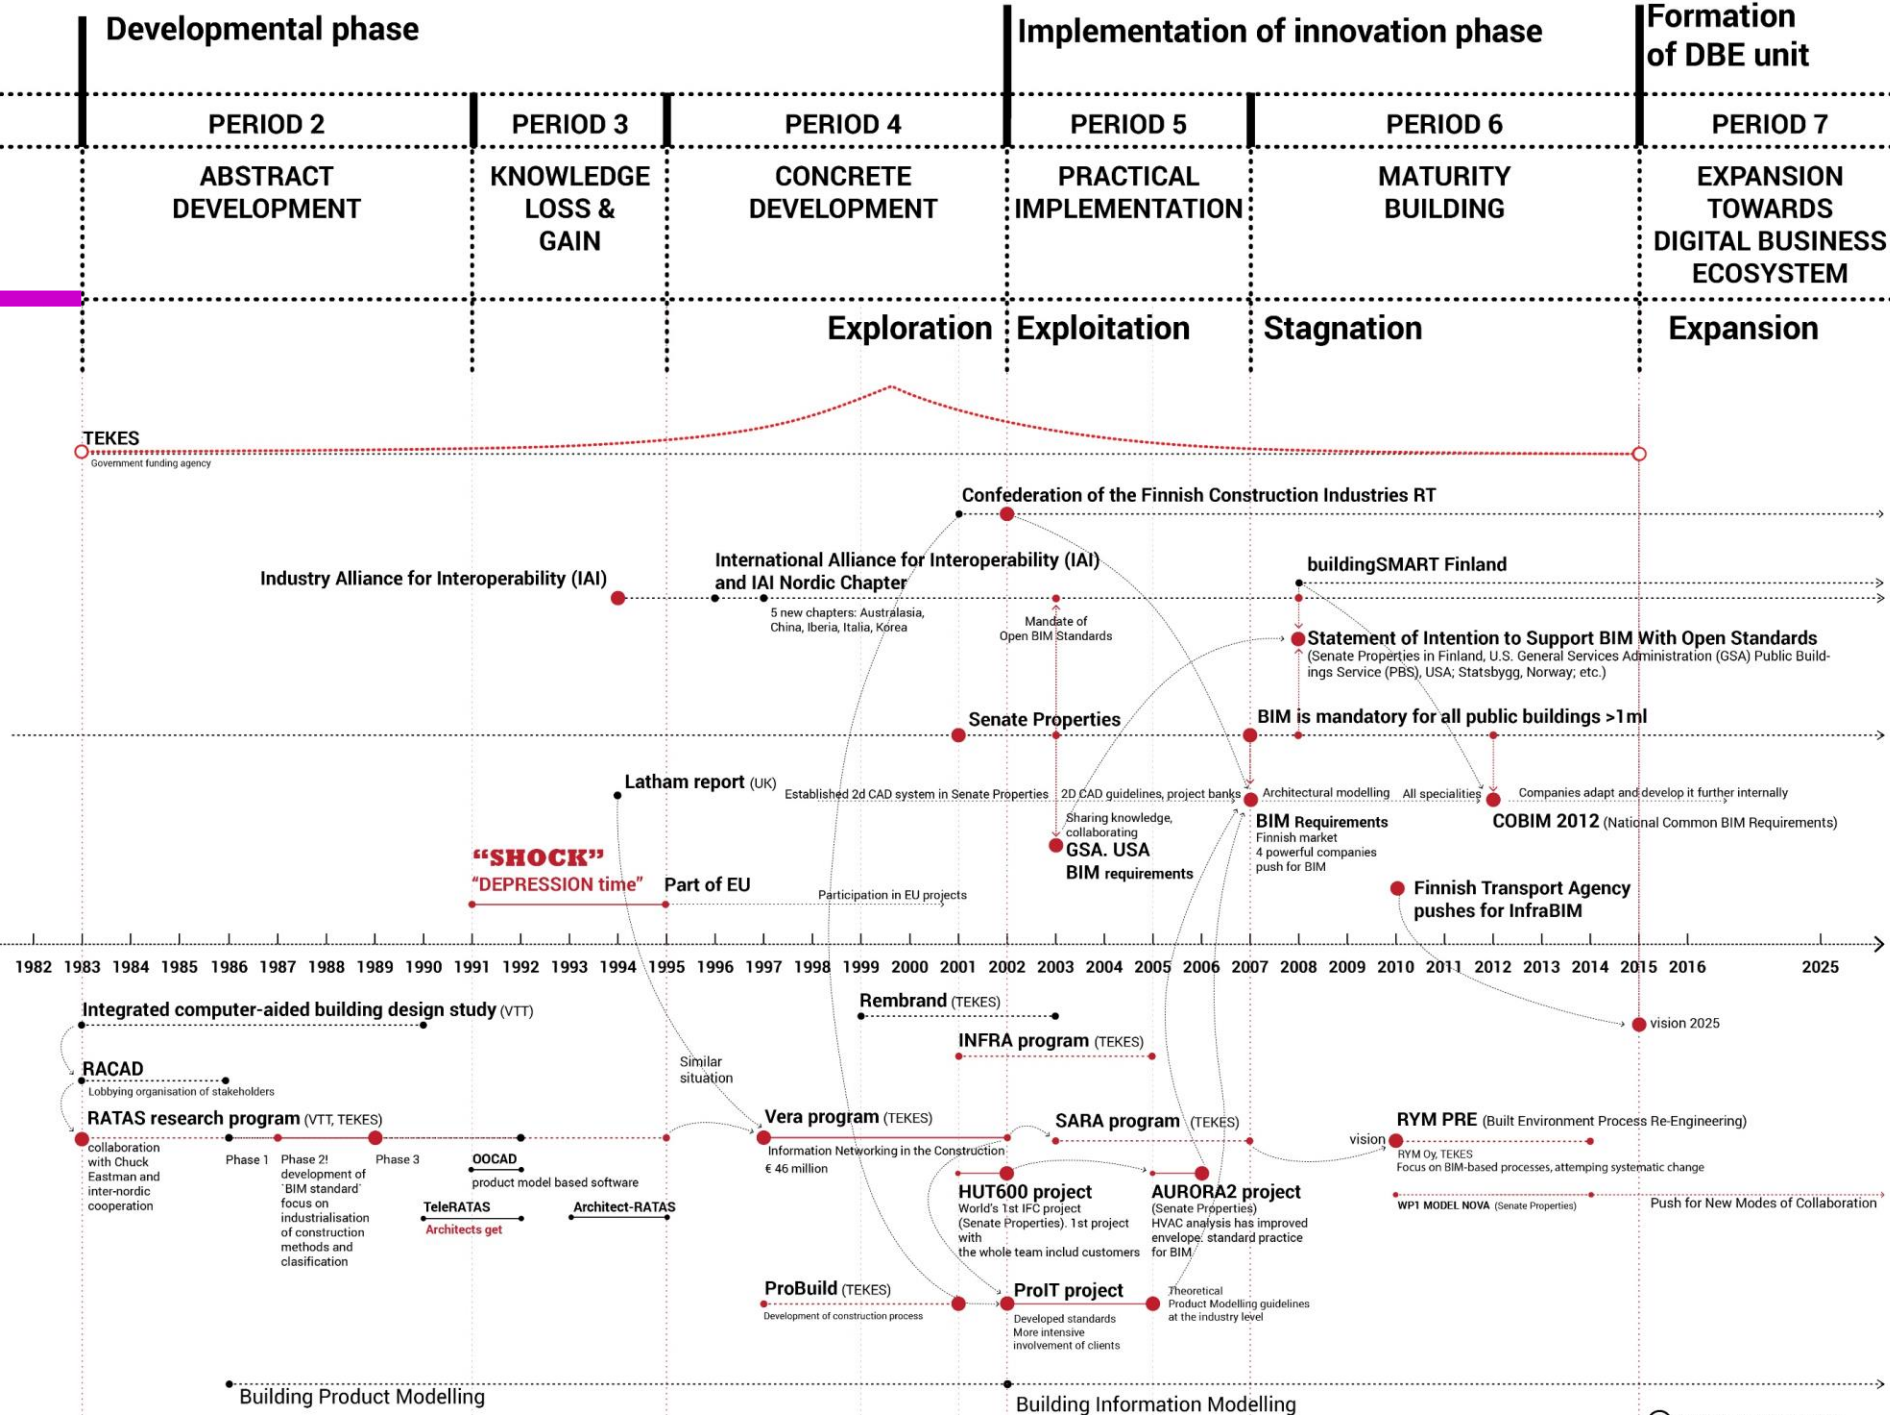 Developmental phase
Implementation of innovation phase
Formation
of DBE unit
PERIOD 2
PERIOD 3
PERIOD 4
PERIOD 5
PERIOD 6
PERIOD 7
ABSTRACT
DEVELOPMENT
KNOWLEDGE
LOSS &
GAIN
CONCRETE
DEVELOPMENT
PRACTICAL
IMPLEMENTATION
MATURITY
BUILDING
EXPANSION
TOWARDS
DIGITAL BUSINESS
ECOSYSTEM
Exploration
Exploitation
Stagnation
Expansion
TEKES
Government funding agency
Confederation of the Finnish Construction Industries RT
Industry Alliance for Interoperability (IAI)
International Alliance for Interoperability (IAI)
and IAI Nordic Chapter
5 new chapters: Australasia,
China, Iberia, Italia, Korea
Mandate of
Open BIM Standards
buildingSMART Finland
Statement of Intention to Support BIM With Open Standards
(Senate Properties in Finland, U.S. General Services Administration (GSA) Public Build-
ings Service (PBS), USA; Statsbygg, Norway; etc.)
Senate Properties
BIM is mandatory for all public buildings >1ml
Latham report (UK)
Established 2d CAD system in Senate Properties
2D CAD guidelines, project banks
Architectural modelling
All specialities
Companies adapt and develop it further internally
Sharing knowledge,
collaborating
GSA. USA
BIM requirements
BIM Requirements
Finnish market
4 powerful companies
push for BIM
COBIM 2012 (National Common BIM Requirements)
“SHOCK”
“DEPRESSION time”
Part of EU
Participation in EU projects
Finnish Transport Agency
pushes for InfraBIM
1982 1983 1984 1985 1986 1987 1988 1989 1990 1991 1992 1993 1994 1995 1996 1997 1998 1999 2000 2001 2002 2003 2004 2005 2006 2007 2008 2009 2010 2011 2012 2013 2014 2015 2016 2025
Integrated computer-aided building design study (VTT)
Rembrand (TEKES)
vision 2025
INFRA program (TEKES)
RACAD
Lobbying organisation of stakeholders
Similar
situation
RATAS research program (VTT, TEKES)
collaboration
with Chuck
Eastman and
inter-nordic
cooperation
Phase 1
Phase 2!
development of
`BIM standard`
focus on
industrialisation
of construction
methods and
clasification
Phase 3
OOCAD
product model based software
TeleRATAS
Architects get
Architect-RATAS
Vera program (TEKES)
Information Networking in the Construction
€ 46 million
SARA program (TEKES)
vision
RYM PRE (Built Environment Process Re-Engineering)
RYM Oy, TEKES
Focus on BIM-based processes, attemping systematic change
HUT600 project
World's 1st IFC project
(Senate Properties). 1st project
with
the whole team includ customers
AURORA2 project
(Senate Properties)
HVAC analysis has improved
envelope: standard practice
for BIM
WP1 MODEL NOVA (Senate Properties)
Push for New Modes of Collaboration
ProBuild (TEKES)
Development of construction process
ProIT project
Developed standards
More intensive
involvement of clients
Theoretical
Product Modelling guidelines
at the industry level
Building Product Modelling
Building Information Modelling